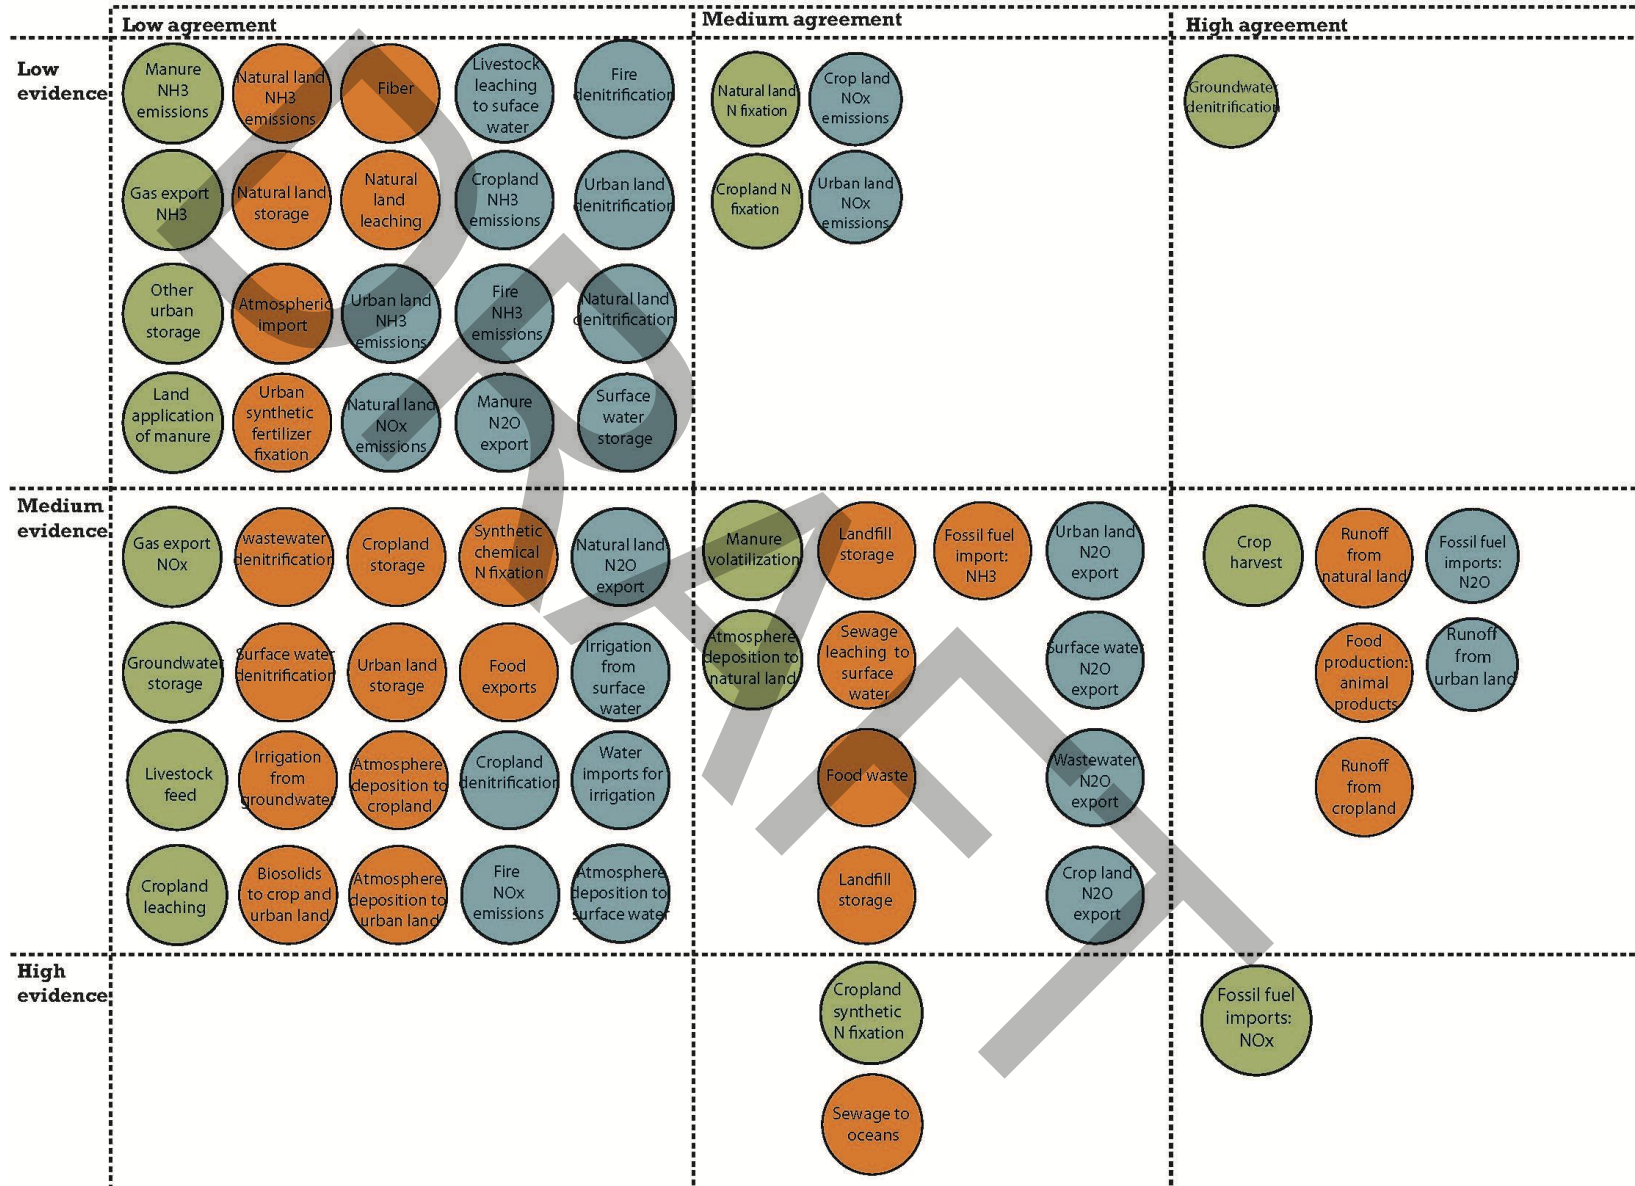 Low agreement
Medium agreement
High agreement
Low
evidence
Manure
NH3
emissions
Natural land
NH3
emissions
Fiber
Livestock
leaching
to suface
water
Fire
denitrification
Gas export
NH3
Natural land
storage
Natural
land
leaching
Cropland
NH3
emissions
Urban land
denitrification
Other
urban
storage
Atmospheric
import
Urban land
NH3
emissions
Fire
NH3
emissions
Natural land
denitrification
Land
application
of manure
Urban
synthetic
fertilizer
fixation
Natural land
NOx
emissions
Manure
N2O
export
Surface
water
storage
Natural land
N fixation
Crop land
NOx
emissions
Cropland N
fixation
Urban land
NOx
emissions
Groundwater
denitrification
Medium
evidence
Gas export
NOx
wastewater
denitrification
Cropland
storage
Synthetic
chemical
N fixation
Natural land
N2O
export
Groundwater
storage
Surface water
denitrification
Urban land
storage
Food
exports
Irrigation
from
surface
water
Livestock
feed
Irrigation
from
groundwater
Atmosphere
deposition to
cropland
Cropland
denitrification
Water
imports for
irrigation
Cropland
leaching
Biosolids
to crop and
urban land
Atmosphere
deposition to
urban land
Fire
NOx
emissions
Atmosphere
deposition to
surface water
Manure
volatilization
Landfill
storage
Fossil fuel
import:
NH3
Urban land
N2O
export
Atmosphere
deposition to
natural land
Sewage
leaching to
surface
water
Surface water
N2O
export
Food waste
Wastewater
N2O
export
Landfill
storage
Crop land
N2O
export
Crop
harvest
Runoff
from
natural land
Fossil fuel
imports:
N2O
Food
production:
animal
products
Runoff
from
urban land
Runoff
from
cropland
High
evidence
Cropland
synthetic
N fixation
Sewage to
oceans
Fossil fuel
imports:
NOx
DRAFT